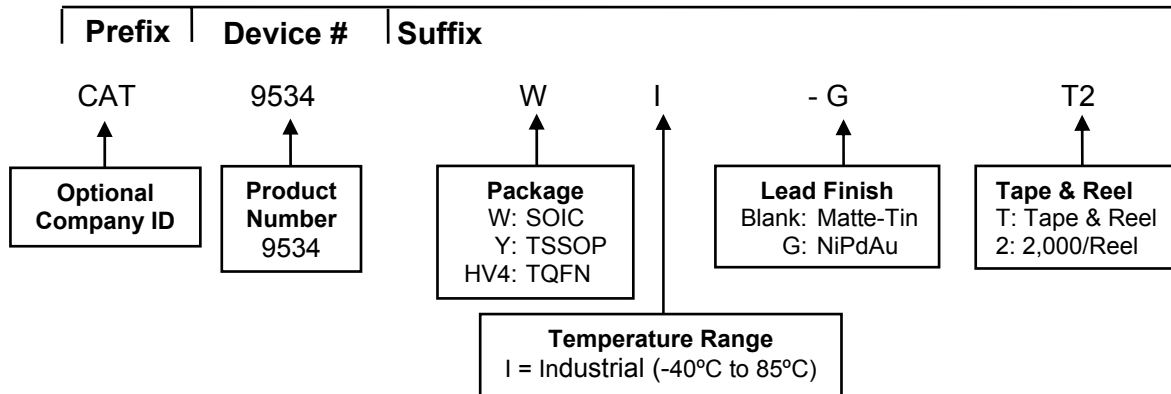 Prefix Device # Suffix
CAT 9534 W I - G T2
Optional
Company ID
Product
Number
9534
Package
W: SOIC
Y: TSSOP
HV4: TQFN
Lead Finish
Blank: Matte-Tin
G: NiPdAu
Tape & Reel
T: Tape & Reel
2: 2,000/Reel
Temperature Range
I = Industrial (-40ºC to 85ºC)